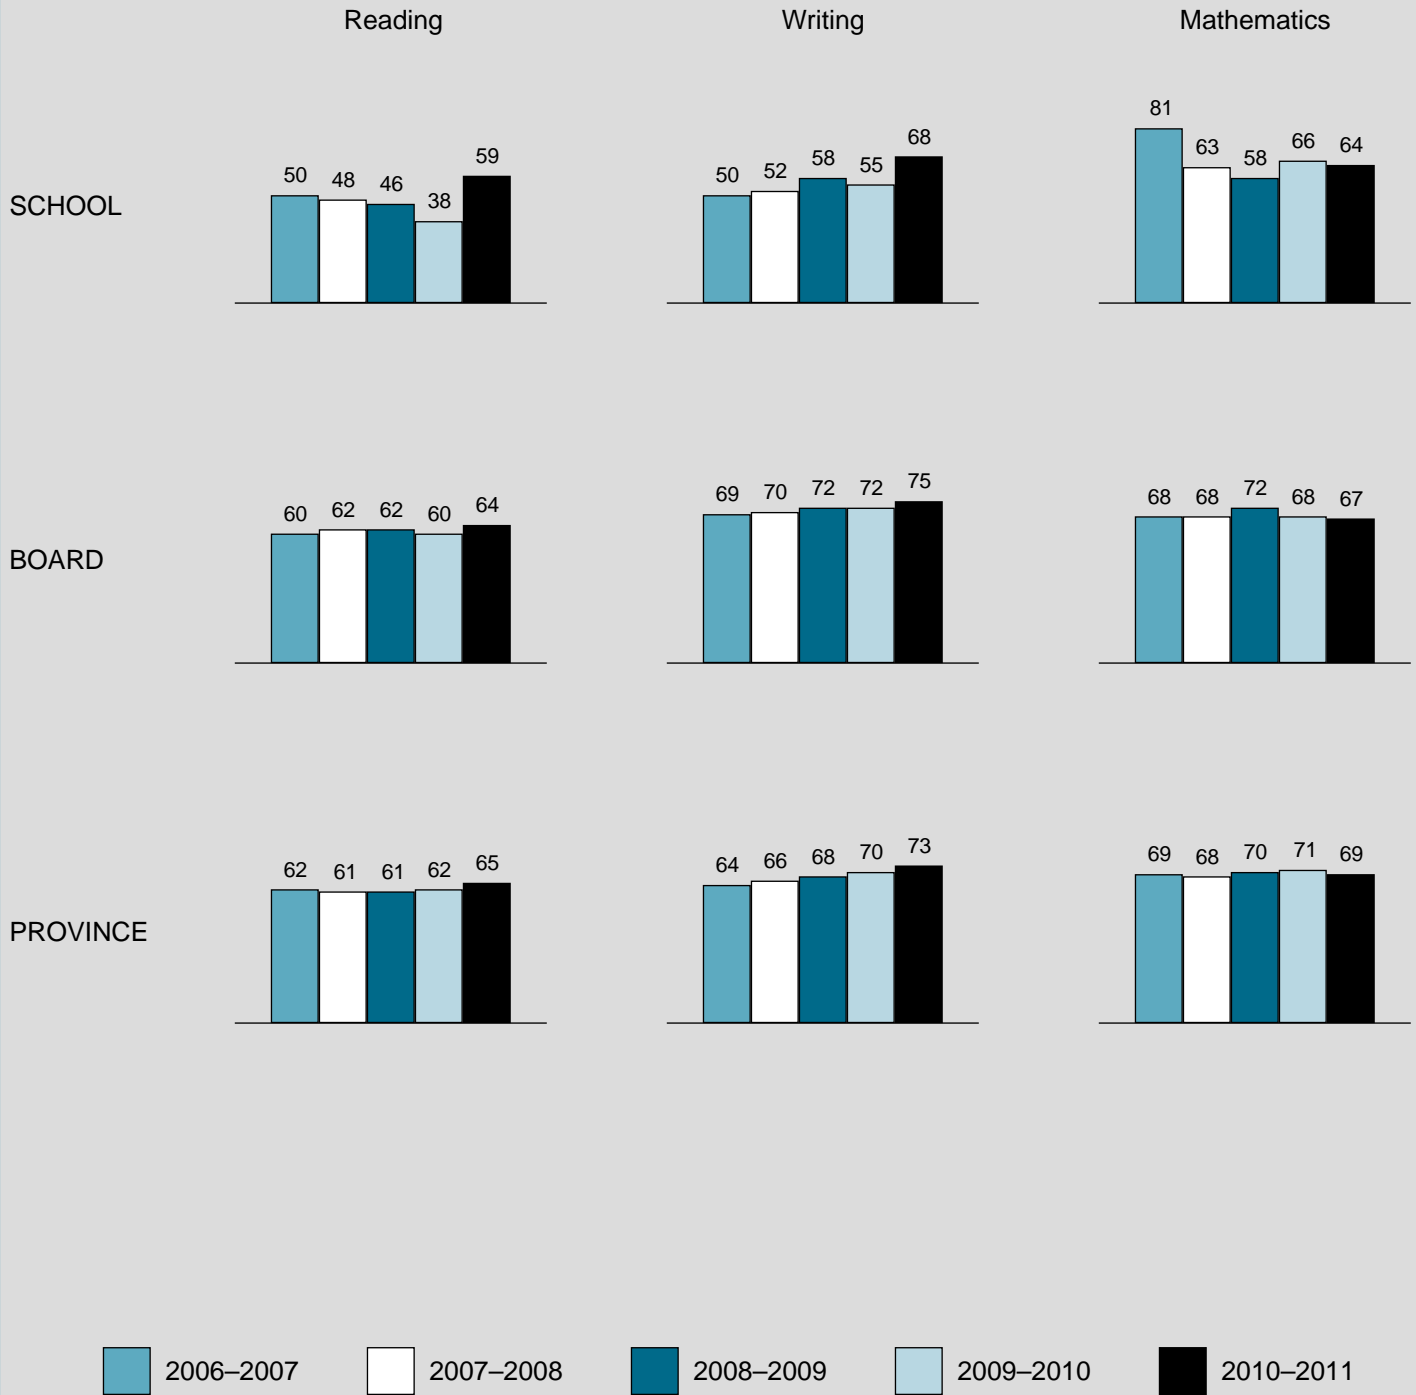 Reading Writing Mathematics
SCHOOL
50 48 46 38 59
50 52 58 55 68
81 63 58 66 64
BOARD
60 62 62 60 64
69 70 72 72 75
68 68 72 68 67
PROVINCE
62 61 61 62 65
64 66 68 70 73
69 68 70 71 69
2006–2007 2007–2008 2008–2009 2009–2010 2010–2011